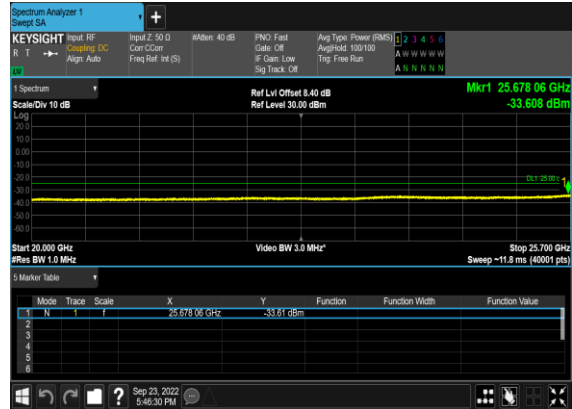 Spectrum Analyzer 1
Swept SA
+
KEYSIGHT Input: RF Input Z: 50 Ω #Atten: 40 dB PNO: Fast Avg Type: Power (RMS) 1 2 3 4 5 6
R T Coupling: DC Corr CCorr Gate: Off Avg|Hold: 100/100 A W W W W W
Align: Auto Freq Ref: Int (S) IF Gain: Low Trig: Free Run
Sig Track: Off A N N N N N
1 Spectrum Ref Lvl Offset 8.40 dB Mkr1 25.678 06 GHz
Scale/Div 10 dB Ref Level 30.00 dBm -33.608 dBm
Log
20.0
10.0
0.00
-10.0
-20.0
-30.0
-40.0
-50.0
-60.0
1
Start 20.000 GHz Video BW 3.0 MHz* Stop 25.700 GHz
#Res BW 1.0 MHz Sweep ~11.8 ms (40001 pts)
5 Marker Table
Mode Trace Scale X Y Function Function Width Function Value
1 N 1 f 25.678 06 GHz -33.61 dBm
2
3
4
5
6
? Sep 23, 2022
5:46:30 PM